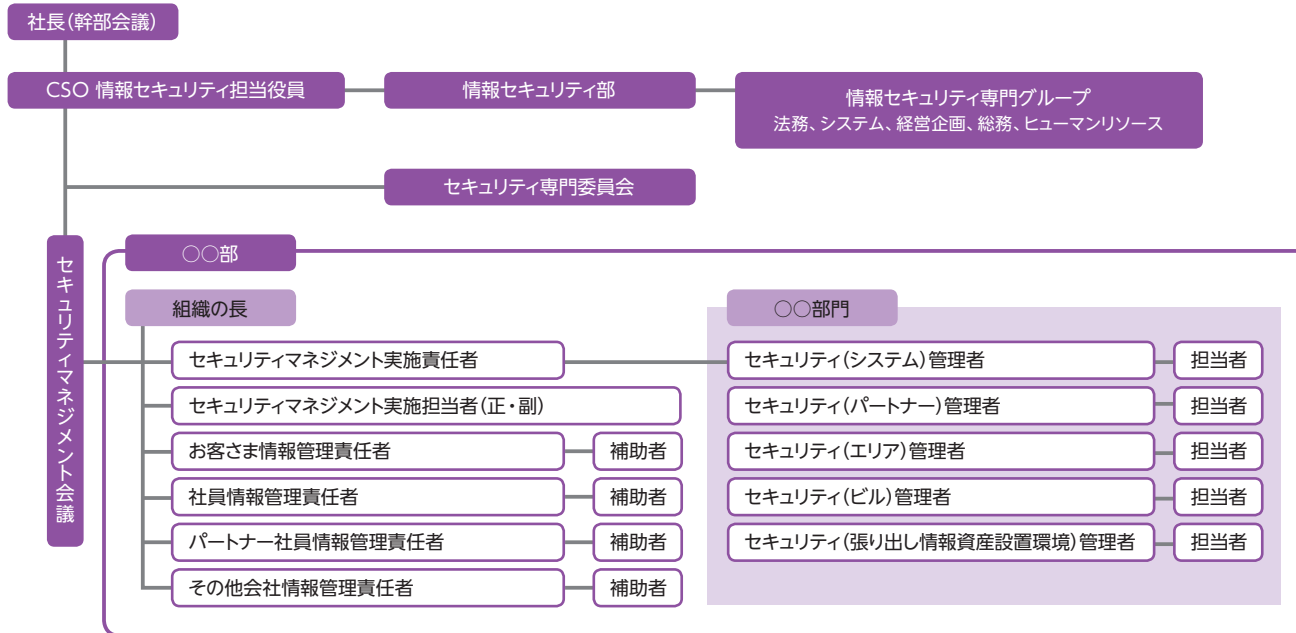 社長(幹部会議)
CSO 情報セキュリティ担当役員
情報セキュリティ部
情報セキュリティ専門グループ
法務、システム、経営企画、総務、ヒューマンリソース
セキュリティ専門委員会
セキュリティマネジメント会議
○○部
組織の長
セキュリティマネジメント実施責任者
セキュリティマネジメント実施担当者(正・副)
お客さま情報管理責任者
補助者
社員情報管理責任者
補助者
パートナー社員情報管理責任者
補助者
その他会社情報管理責任者
補助者
○○部門
セキュリティ(システム)管理者
担当者
セキュリティ(パートナー)管理者
担当者
セキュリティ(エリア)管理者
担当者
セキュリティ(ビル)管理者
担当者
セキュリティ(張り出し情報資産設置環境)管理者
担当者